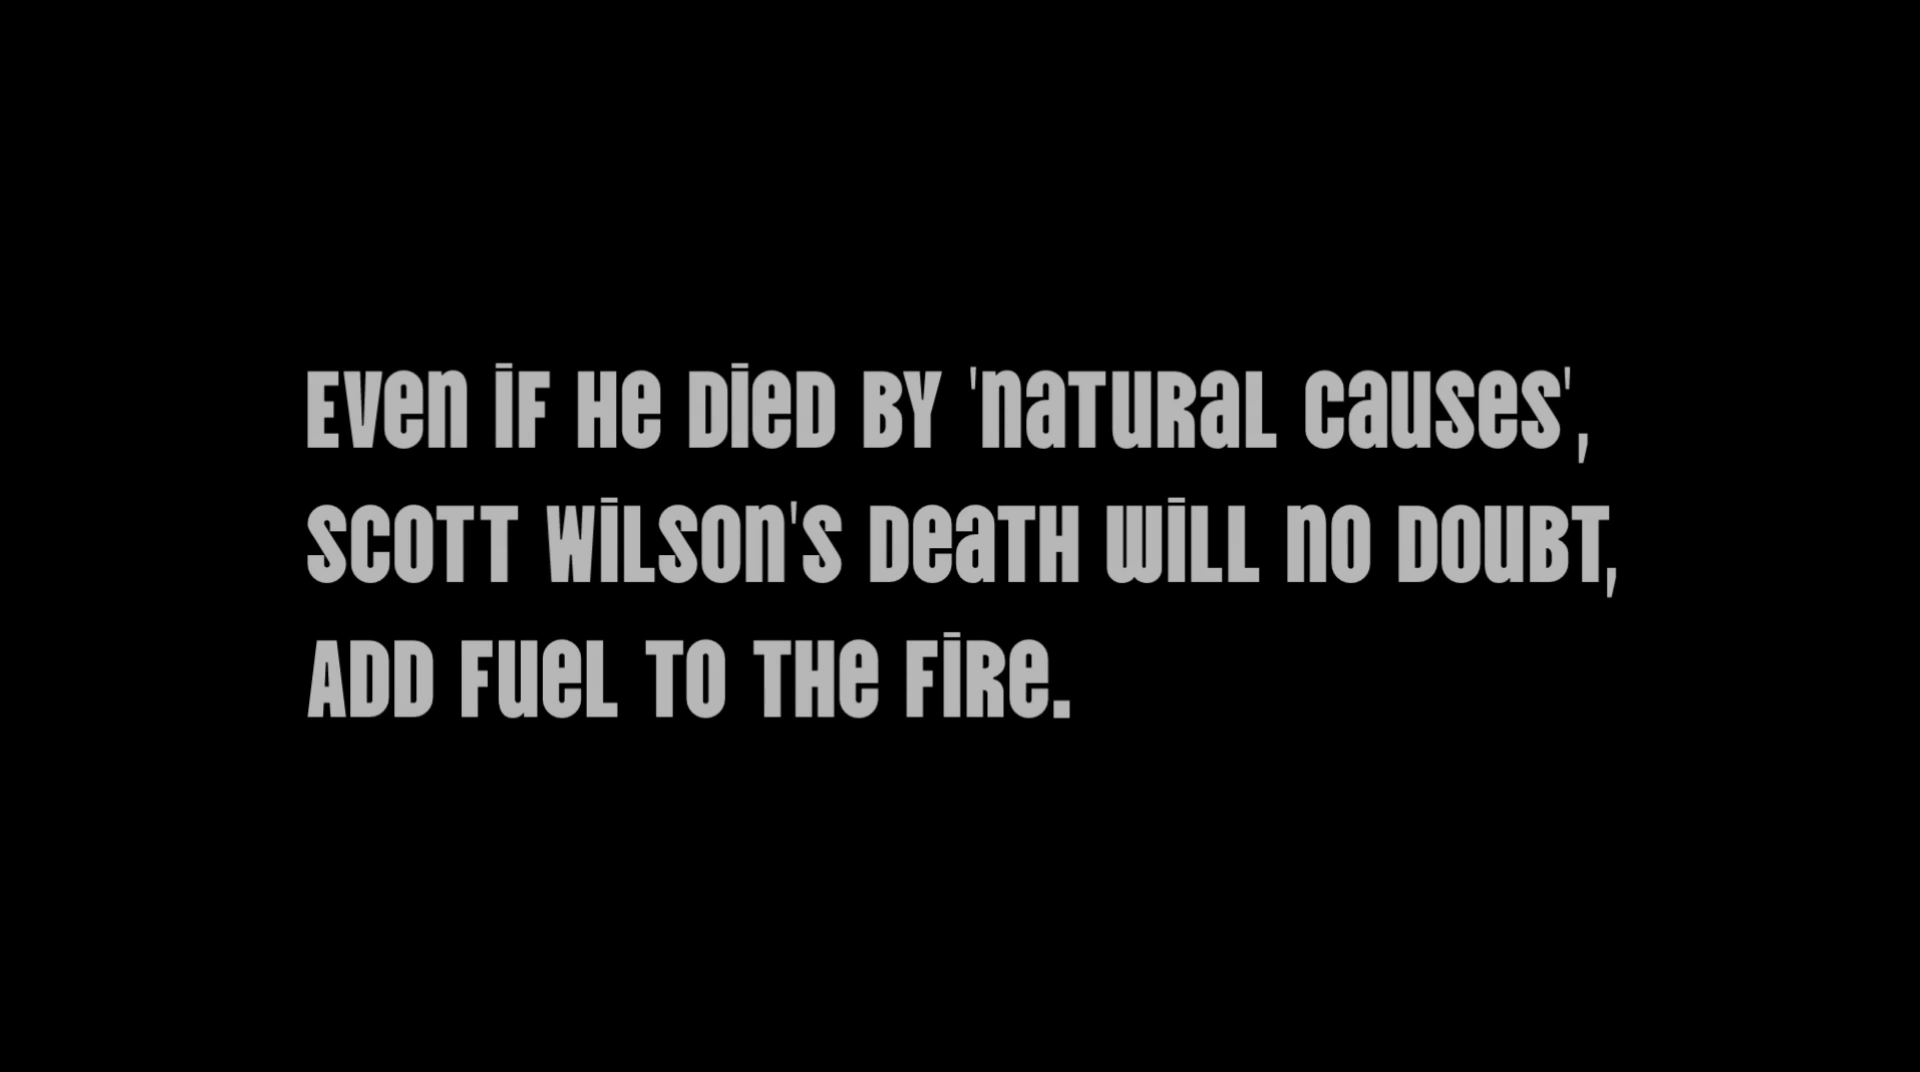 Even if he died by 'natural causes',
Scott Wilson's death will no doubt,
add fuel to the fire.